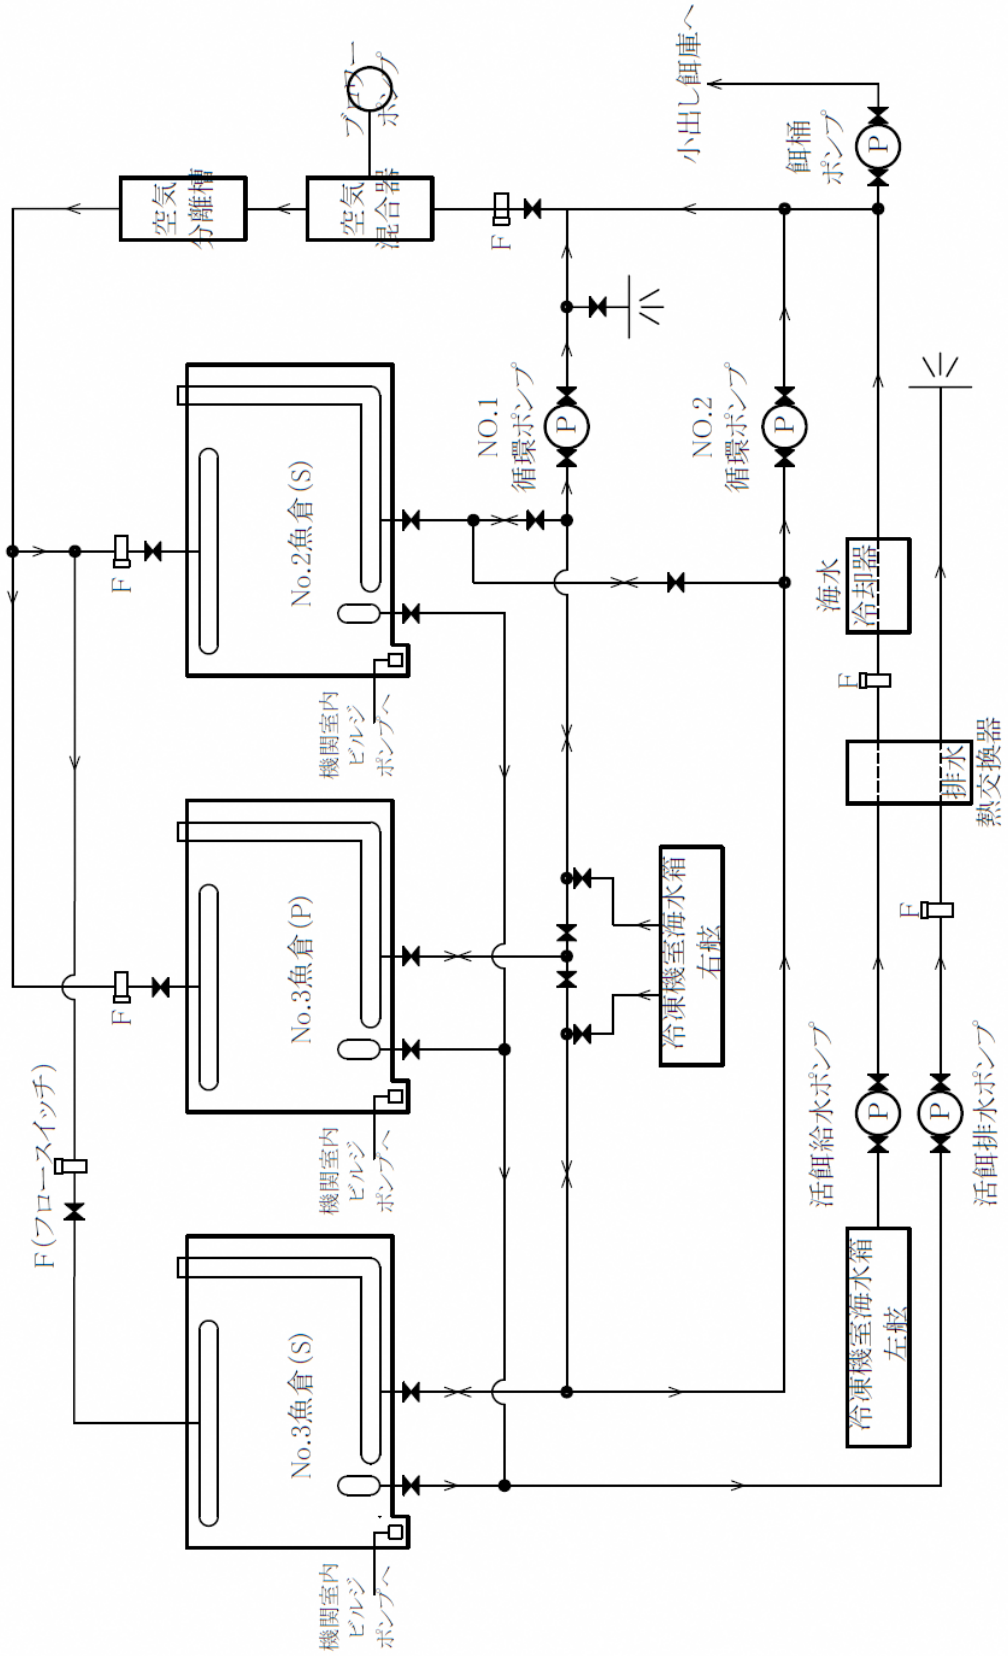 F(フロースイッチ)
F
F
空気
分離槽
No.3魚倉(S)
No.3魚倉(P)
No.2魚倉(S)
機関室内
ビルジ
ポンプへ
機関室内
ビルジ
ポンプへ
機関室内
ビルジ
ポンプへ
空気
混合器
ブロワー
ポンプ
NO.1
循環ポンプ
P
F
冷凍機室海水箱
右舷
NO.2
循環ポンプ
P
小出し餌庫へ
冷凍機室海水箱
左舷
活餌給水ポンプ
P
F
海水
冷却器
餌桶
ポンプ
P
P
活餌排水ポンプ
F
排水
熱交換器